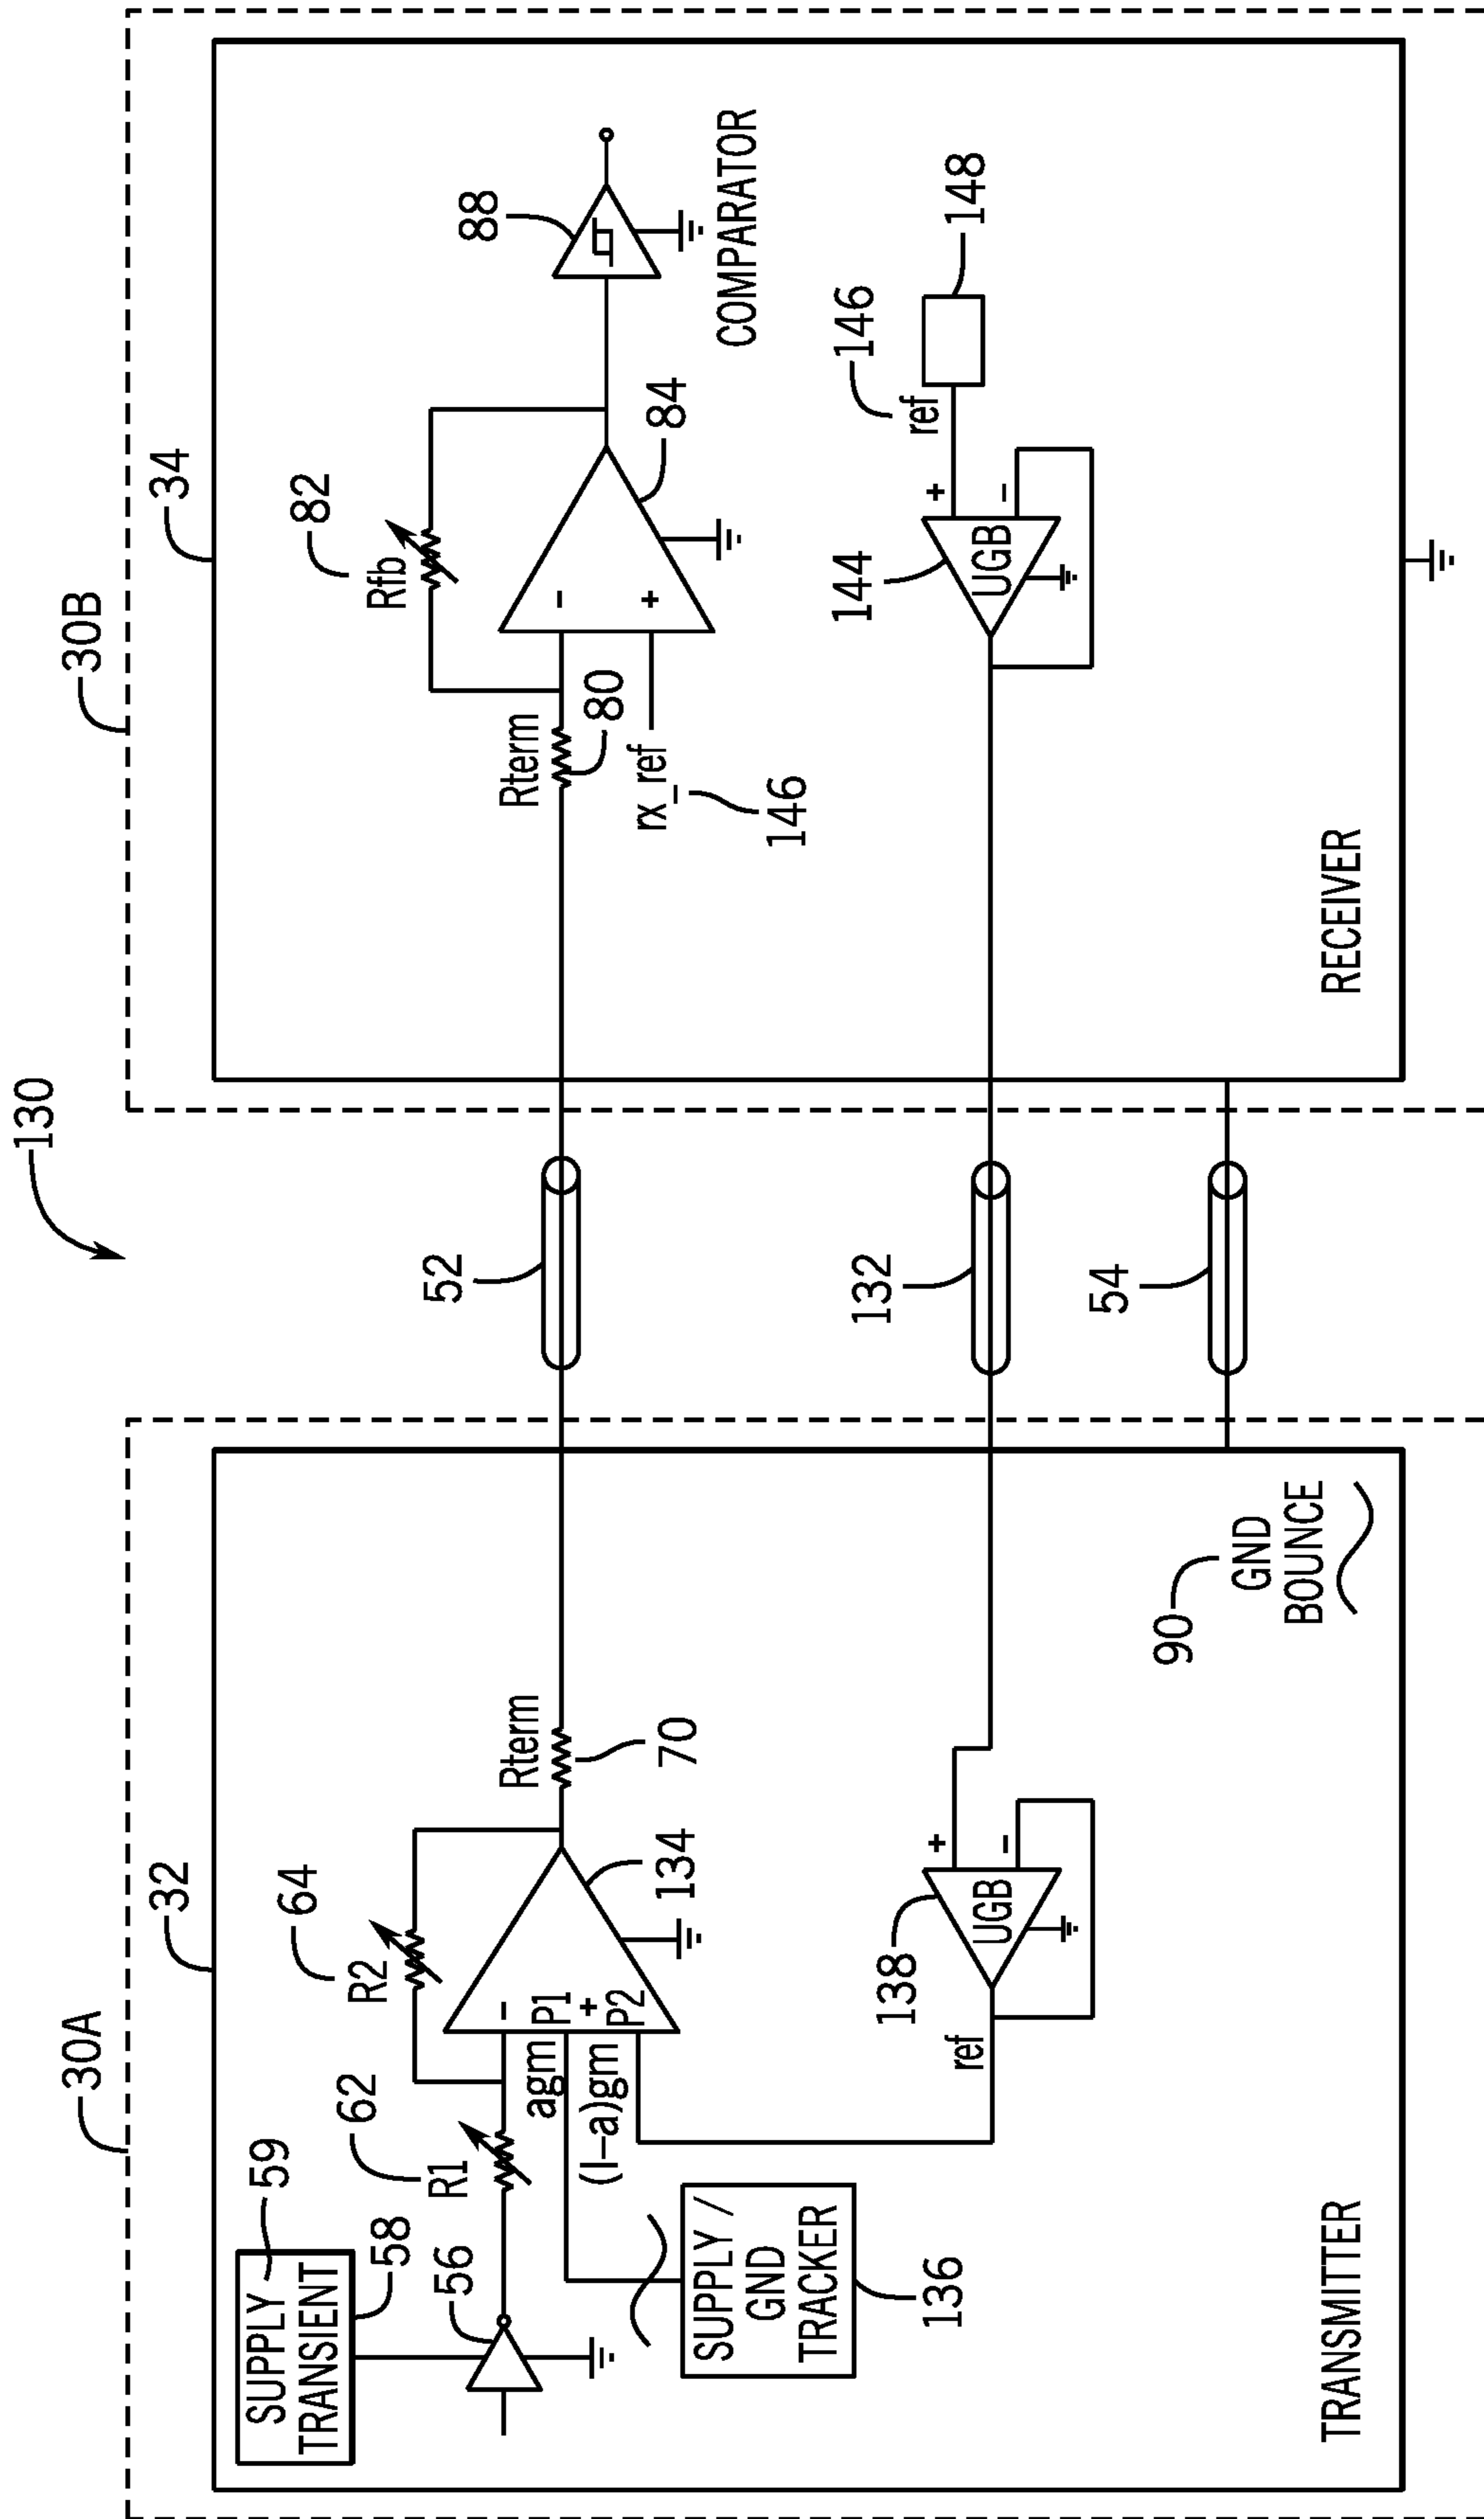 130
30A
32
SUPPLY
TRANSIENT
59
58
56
62
R1
64
R2
agm
(l–a)gm
–
P1
+
P2
134
Rterm
70
SUPPLY /
GND
TRACKER
136
138
UGB
+
–
ref
90
GND
BOUNCE
TRANSMITTER
52
132
54
30B
34
Rterm
80
rx_ref
146
82
Rfb
–
+
84
88
COMPARATOR
144
UGB
+
–
ref
146
148
RECEIVER